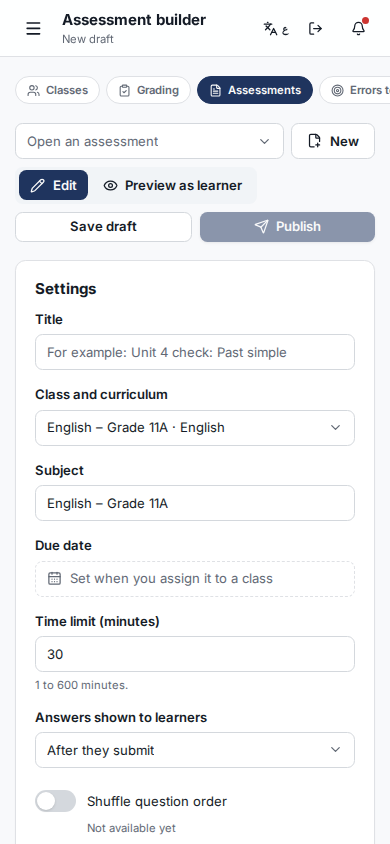 Assessment builder
New draft
ع
Classes
Grading
Assessments
Errors t
Open an assessment
New
Edit
Preview as learner
Save draft
Publish
Settings
Title
For example: Unit 4 check: Past simple
Class and curriculum
English – Grade 11A · English
Subject
English – Grade 11A
Due date
Set when you assign it to a class
Time limit (minutes)
30
1 to 600 minutes.
Answers shown to learners
After they submit
Shuffle question order
Not available yet